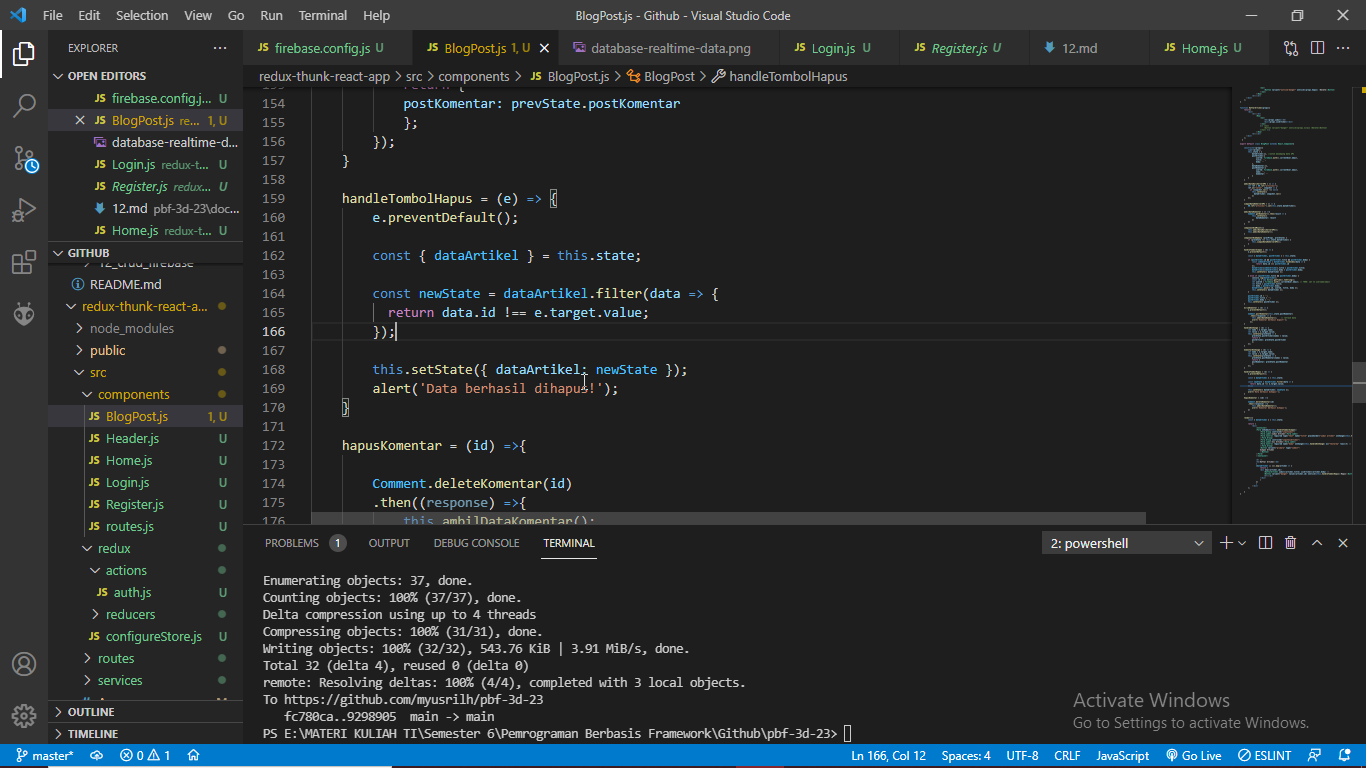 File Edit Selection View Go Run Terminal Help
BlogPost.js - Github - Visual Studio Code
EXPLORER
OPEN EDITORS
JS firebase.config.j... U
JS BlogPost.js re... 1, U
database-realtime-d...
JS Login.js redux-t... U
JS Register.js redux... U
12.md pbf-3d-23\doc...
JS Home.js redux-t... U
GITHUB
12_crud_firebase
README.md
redux-thunk-react-a...
node_modules
public
src
components
JS BlogPost.js 1, U
JS Header.js U
JS Home.js U
JS Login.js U
JS Register.js U
JS routes.js U
redux
actions
JS auth.js U
reducers
JS configureStore.js U
routes
services
OUTLINE
TIMELINE
JS firebase.config.js U
JS BlogPost.js 1, U
database-realtime-data.png
JS Login.js U
JS Register.js U
12.md
JS Home.js U
redux-thunk-react-app > src > components > JS BlogPost.js > BlogPost > handleTombolHapus
153 return {
154 postKomentar: prevState.postKomentar
155 };
156 });
157 }
158
159 handleTombolHapus = (e) => {
160 e.preventDefault();
161
162 const { dataArtikel } = this.state;
163
164 const newState = dataArtikel.filter(data => {
165 return data.id !== e.target.value;
166 });
167
168 this.setState({ dataArtikel: newState });
169 alert('Data berhasil dihapus!');
170 }
171
172 hapusKomentar = (id) =>{
173
174 Comment.deleteKomentar(id)
175 .then((response) =>{
176 this.ambilDataKomentar();
PROBLEMS 1 OUTPUT DEBUG CONSOLE TERMINAL
2: powershell
Enumerating objects: 37, done.
Counting objects: 100% (37/37), done.
Delta compression using up to 4 threads
Compressing objects: 100% (31/31), done.
Writing objects: 100% (32/32), 543.76 KiB | 3.91 MiB/s, done.
Total 32 (delta 4), reused 0 (delta 0)
remote: Resolving deltas: 100% (4/4), completed with 3 local objects.
To https://github.com/myusrilh/pbf-3d-23
fc780ca..9298905 main -> main
PS E:\MATERI KULIAH TI\Semester 6\Pemrograman Berbasis Framework\Github\pbf-3d-23>
Activate Windows
Go to Settings to activate Windows.
master* 0 1
Ln 166, Col 12 Spaces: 4 UTF-8 CRLF JavaScript Go Live ESLINT